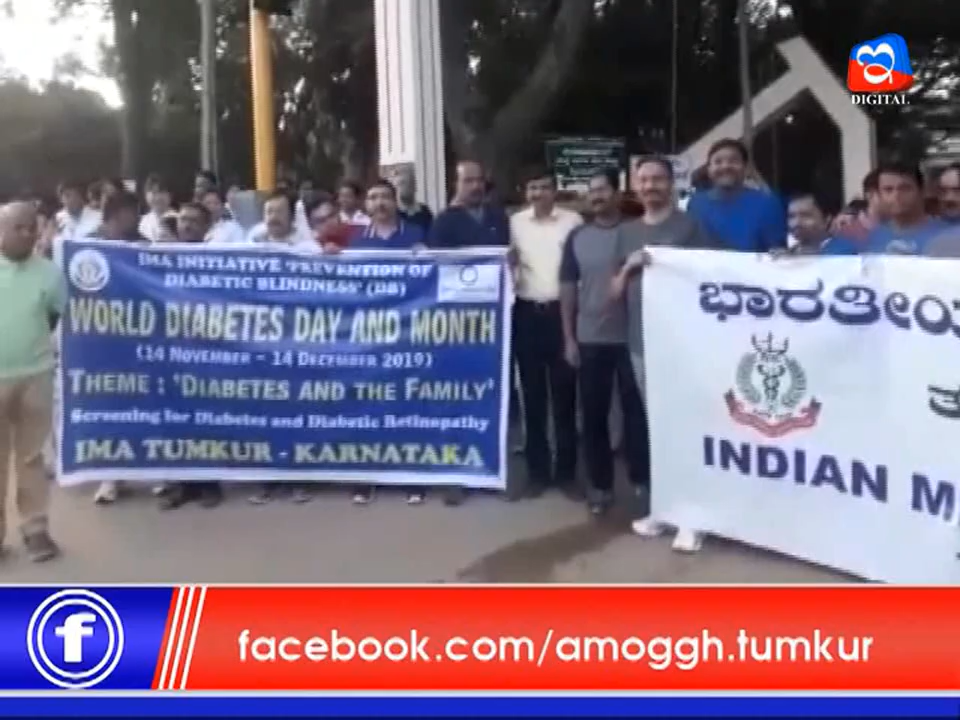 DIGITAL
IMA INITIATIVE 'PREVENTION OF
DIABETIC BLINDNESS' (DB)
WORLD DIABETES DAY AND MONTH
(14 NOVEMBER - 14 DECEMBER 2019)
THEME : 'DIABETES AND THE FAMILY'
Screening for Diabetes and Diabetic Retinopathy
IMA TUMKUR - KARNATAKA
ಭಾರತೀಯ
ತು
INDIAN M
facebook.com/amoggh.tumkur